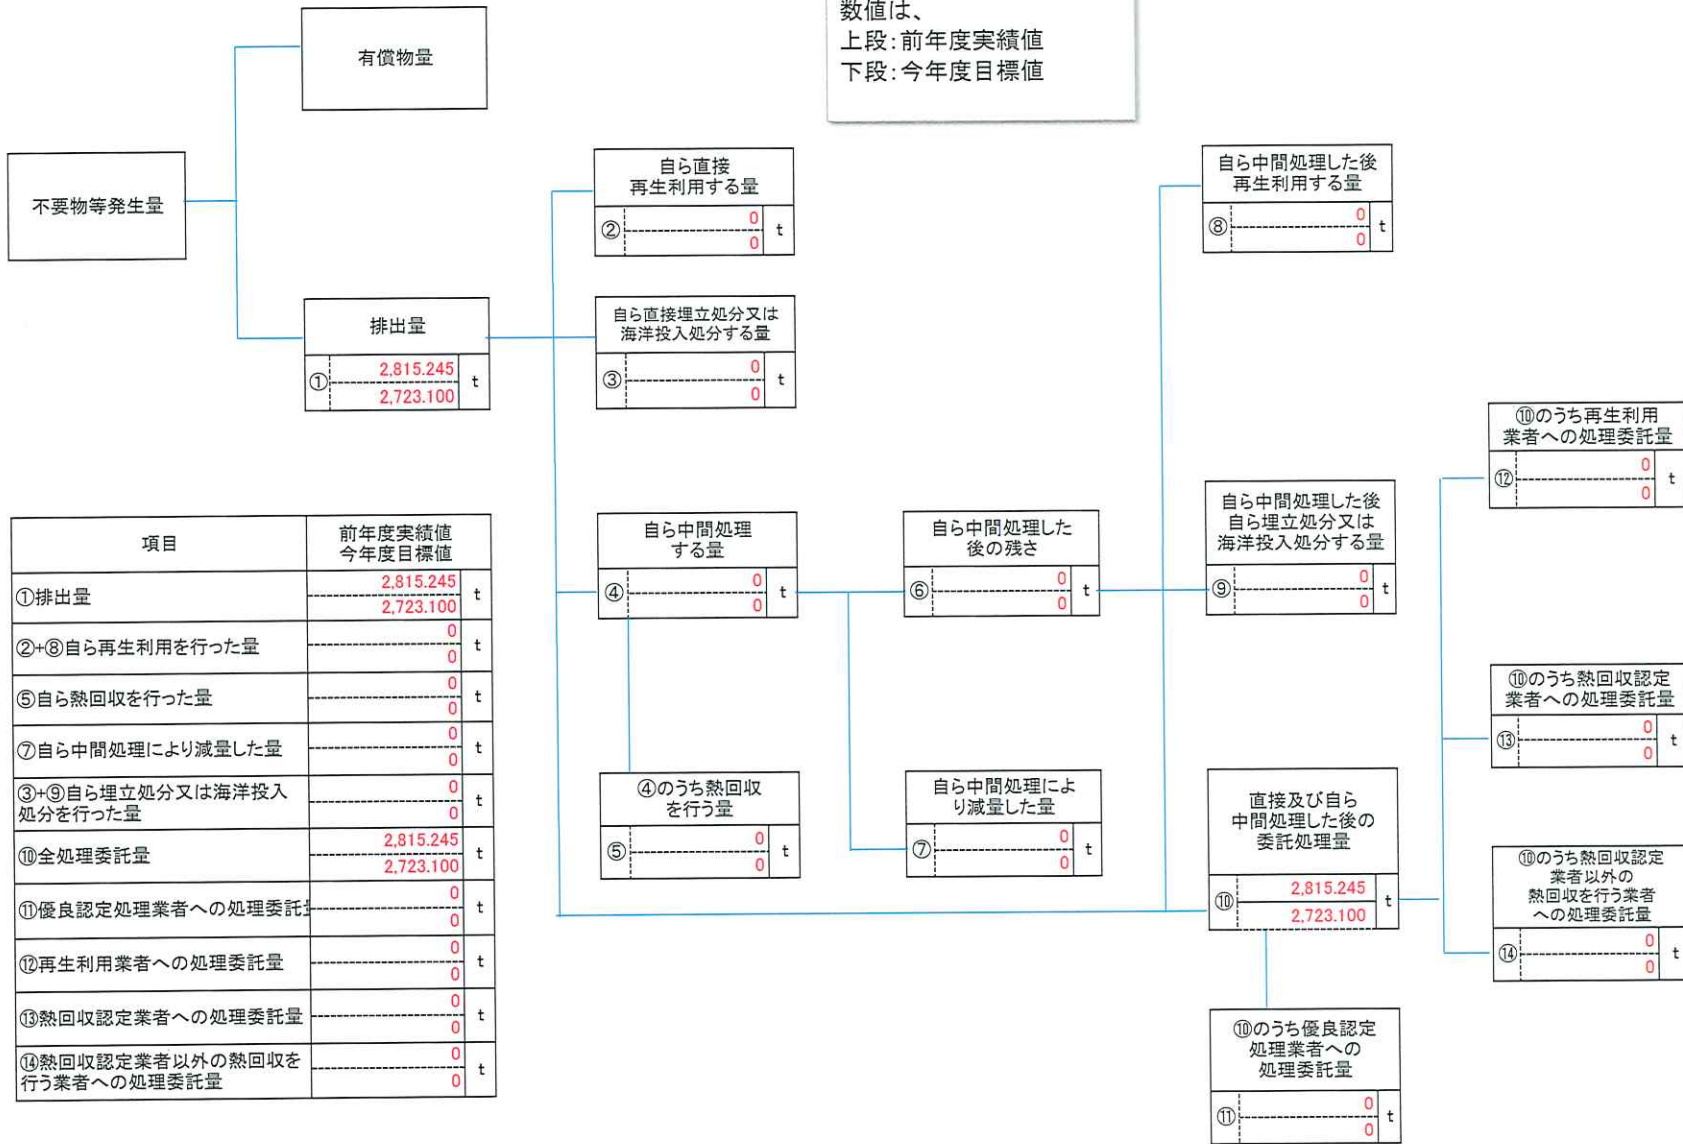 数値は、
上段:前年度実績値
下段:今年度目標値
有償物量
不要物等発生量
排出量
①
2,815.245
2,723.100
t
自ら直接
再生利用する量
②
0
0
t
自ら直接埋立処分又は
海洋投入処分する量
③
0
0
t
自ら中間処理
する量
④
0
0
t
④のうち熱回収
を行う量
⑤
0
0
t
自ら中間処理した
後の残さ
⑥
0
0
t
自ら中間処理によ
り減量した量
⑦
0
0
t
自ら中間処理した後
再生利用する量
⑧
0
0
t
自ら中間処理した後
自ら埋立処分又は
海洋投入処分する量
⑨
0
0
t
直接及び自ら
中間処理した後の
委託処理量
⑩
2,815.245
2,723.100
t
⑩のうち優良認定
処理業者への
処理委託量
⑪
0
0
t
⑩のうち再生利用
業者への処理委託量
⑫
0
0
t
⑩のうち熱回収認定
業者への処理委託量
⑬
0
0
t
⑩のうち熱回収認定
業者以外の
熱回収を行う業者
への処理委託量
⑭
0
0
t
項目
前年度実績値
今年度目標値
①排出量
2,815.245
2,723.100
t
②+⑧自ら再生利用を行った量
0
0
t
⑤自ら熱回収を行った量
0
0
t
⑦自ら中間処理により減量した量
0
0
t
③+⑨自ら埋立処分又は海洋投入
処分を行った量
0
0
t
⑩全処理委託量
2,815.245
2,723.100
t
⑪優良認定処理業者への処理委託
0
0
t
⑫再生利用業者への処理委託量
0
0
t
⑬熱回収認定業者への処理委託量
0
0
t
⑭熱回収認定業者以外の熱回収を
行う業者への処理委託量
0
0
t